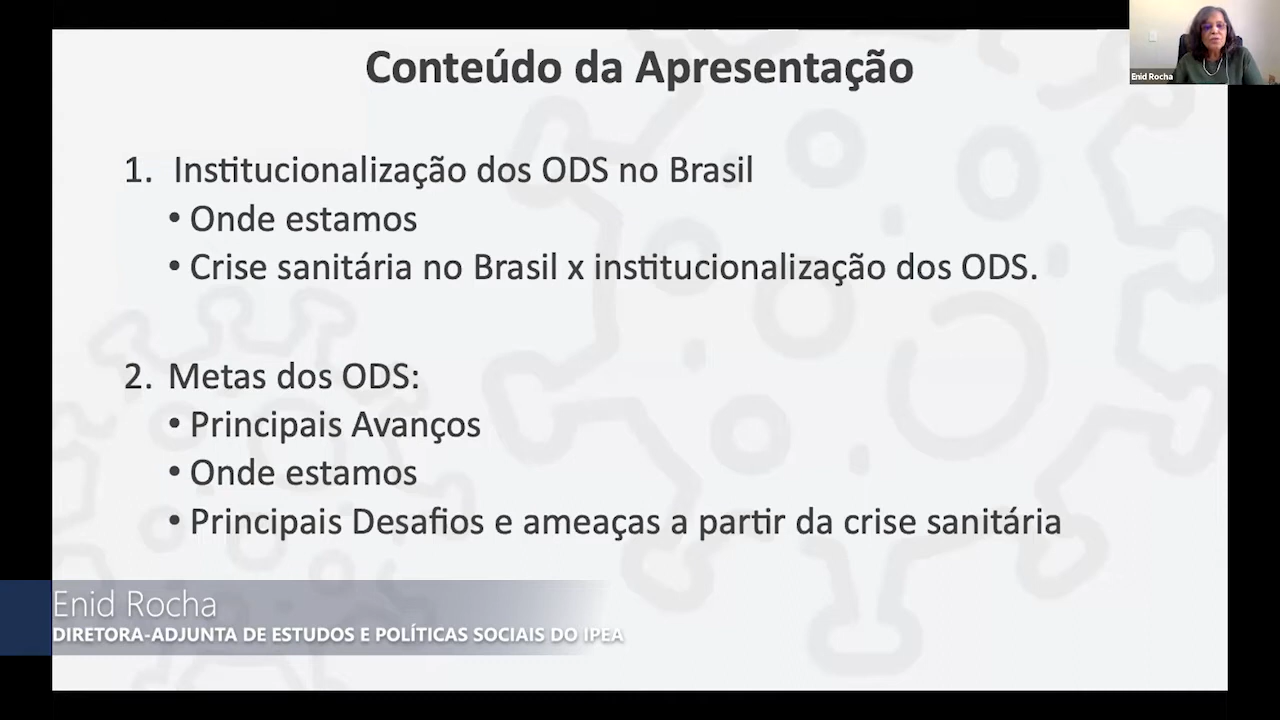 Conteúdo da Apresentação
Enid Rocha
1. Institucionalização dos ODS no Brasil
• Onde estamos
• Crise sanitária no Brasil x institucionalização dos ODS.
2. Metas dos ODS:
• Principais Avanços
• Onde estamos
• Principais Desafios e ameaças a partir da crise sanitária
Enid Rocha
DIRETORA-ADJUNTA DE ESTUDOS E POLÍTICAS SOCIAIS DO IPEA